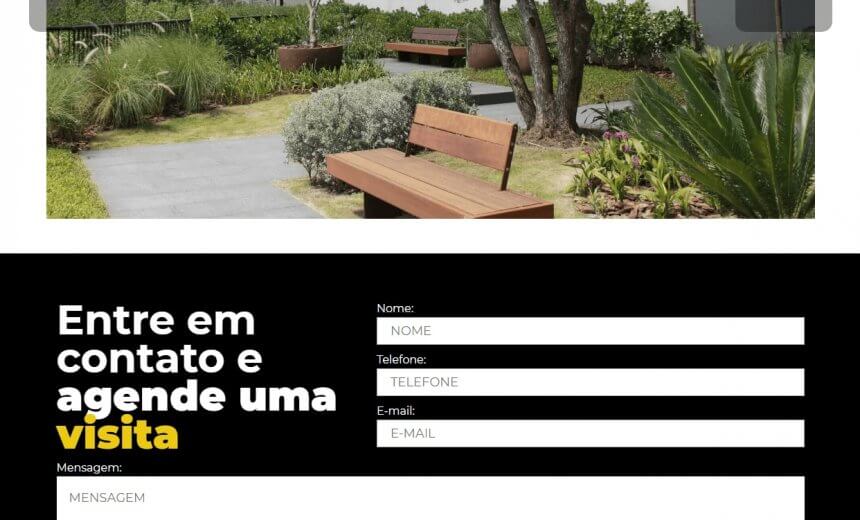 Entre em
contato e
agende uma
visita
Nome:
NOME
Telefone:
TELEFONE
E-mail:
E-MAIL
Mensagem:
MENSAGEM